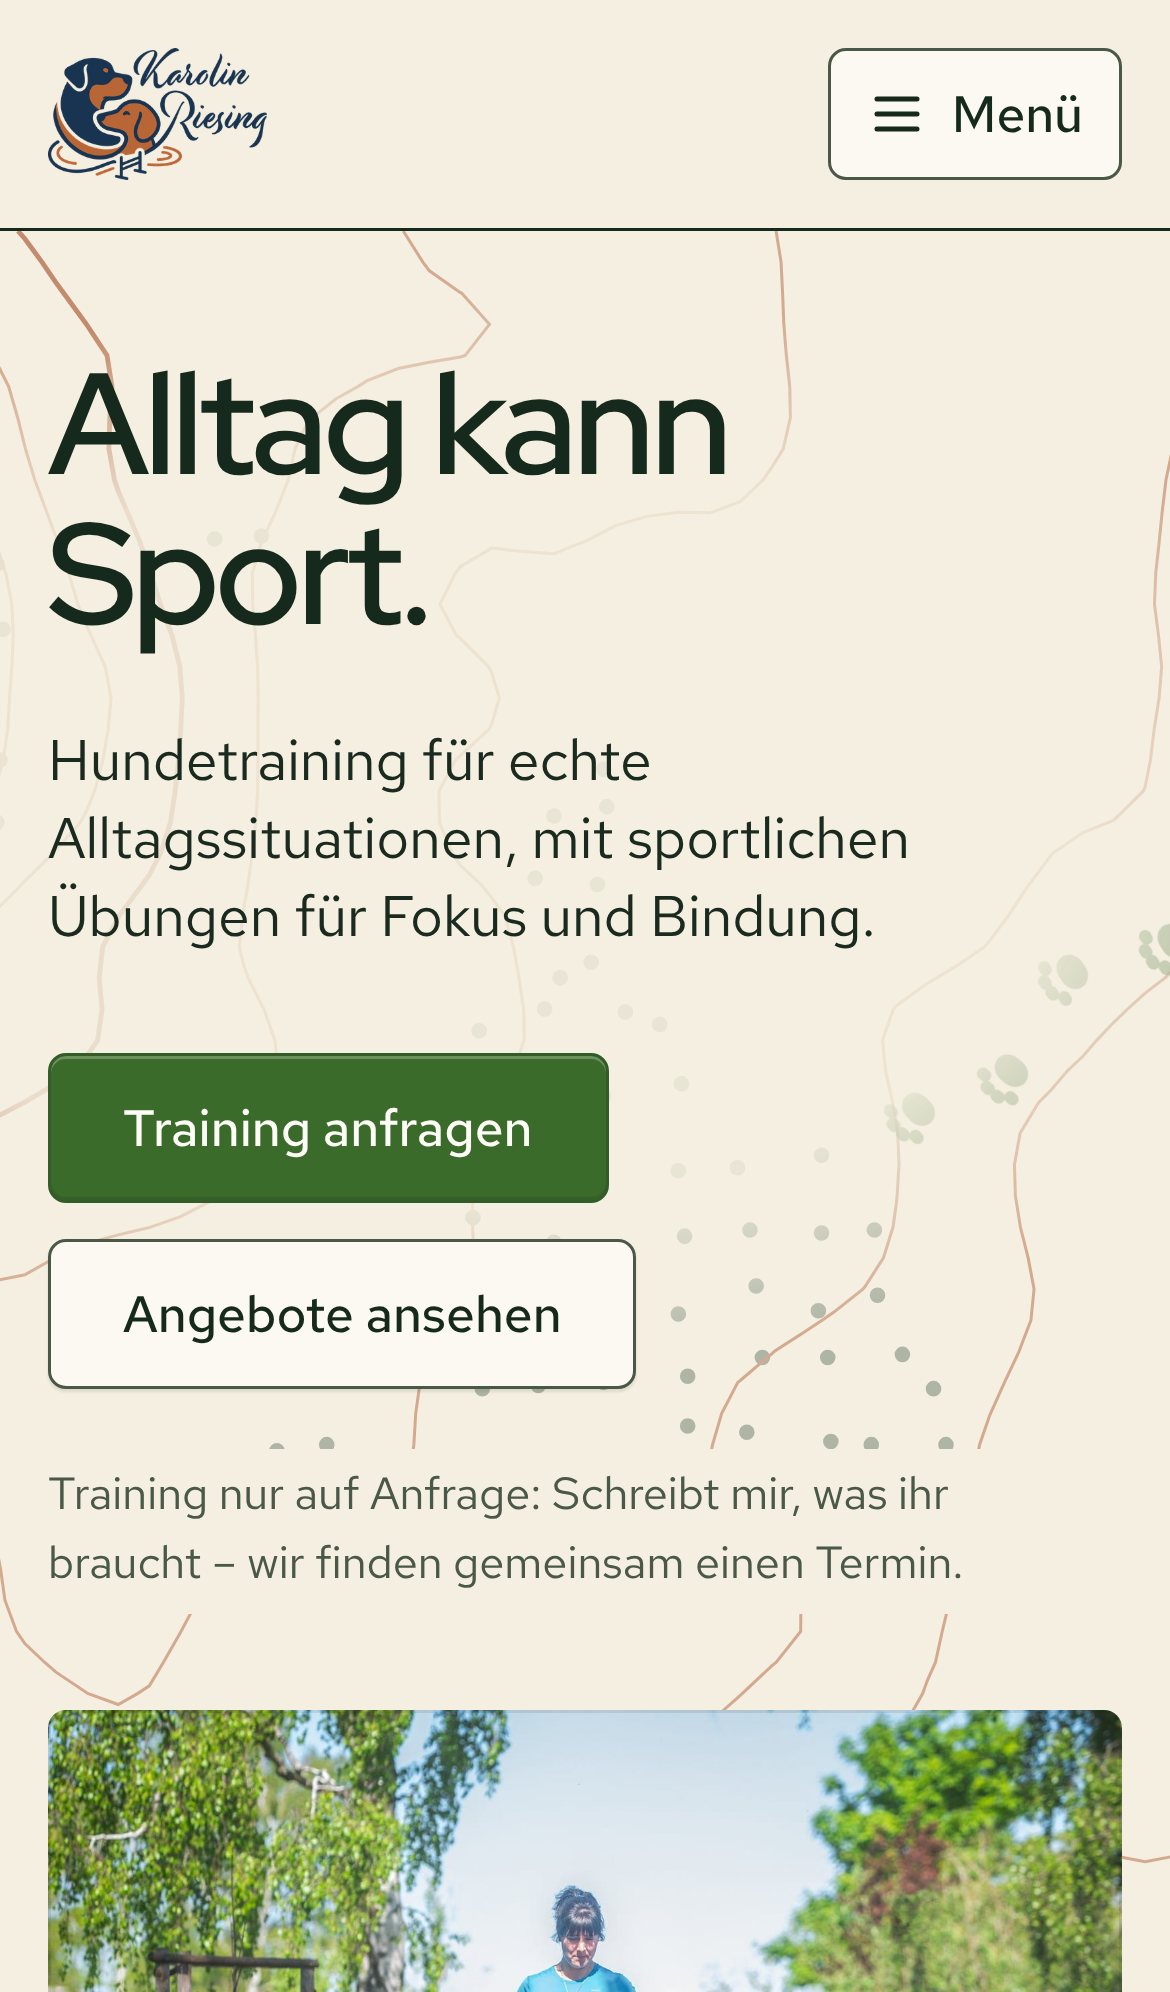 Karolin
Riesing
Menü
Alltag kann
Sport.
Hundetraining für echte
Alltagssituationen, mit sportlichen
Übungen für Fokus und Bindung.
Training anfragen
Angebote ansehen
Training nur auf Anfrage: Schreibt mir, was ihr
braucht – wir finden gemeinsam einen Termin.